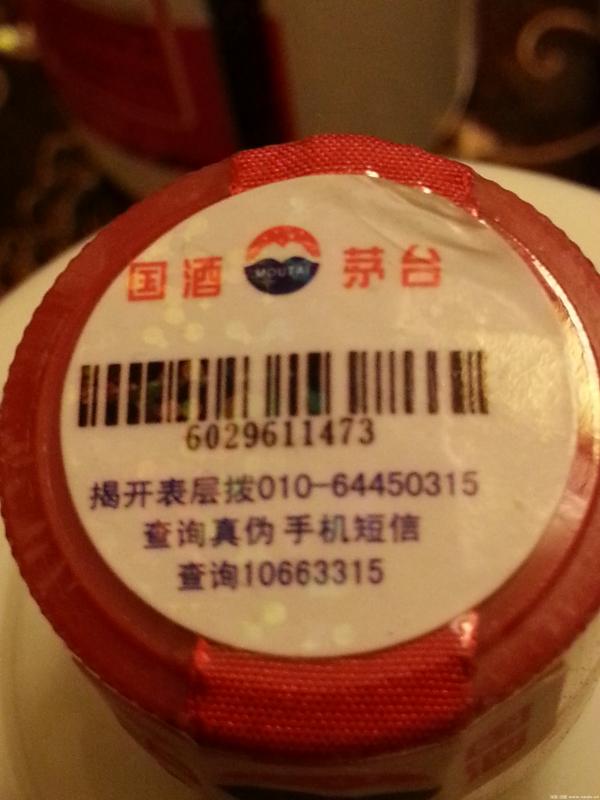 国酒 MOUTAI 茅台
6029611473
揭开表层拨010-64450315
查询真伪 手机短信
查询10663315